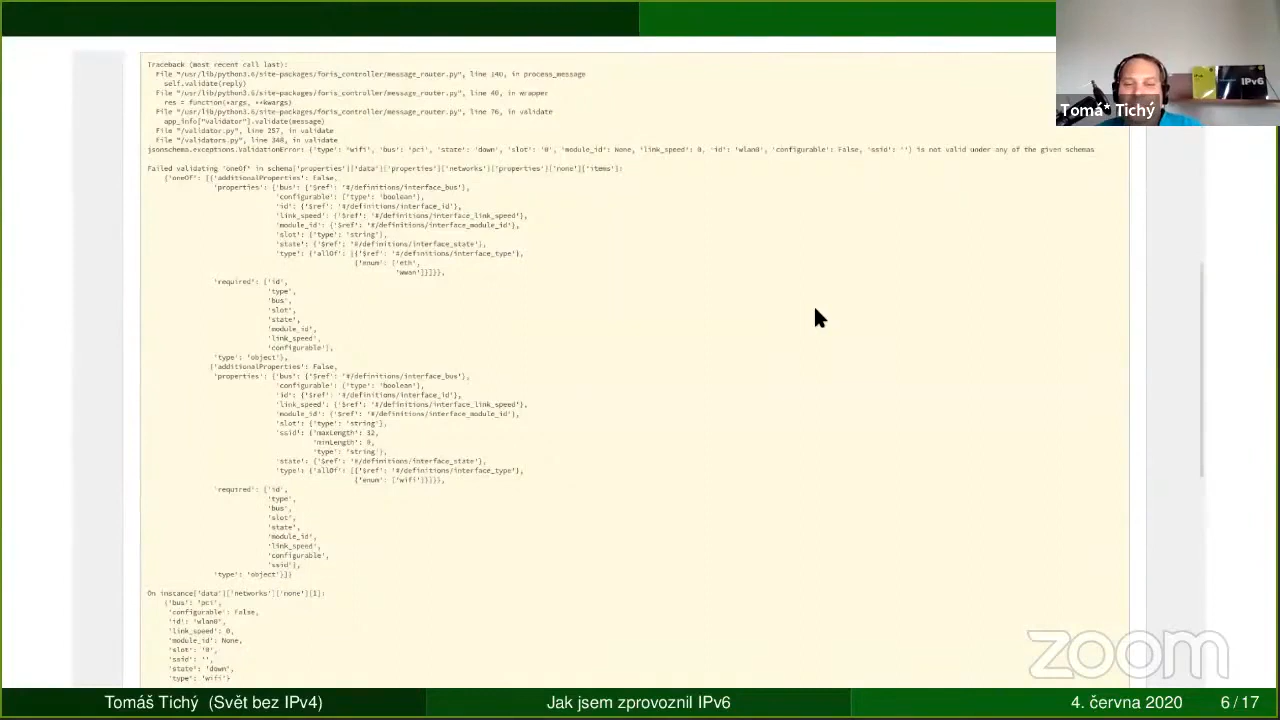 Traceback (most recent call last):
File "/usr/lib/python3.6/site-packages/foris_controller/message_router.py", line 140, in process_message
self.validate(reply)
File "/usr/lib/python3.6/site-packages/foris_controller/message_router.py", line 40, in wrapper
res = function(*args, **kwargs)
File "/usr/lib/python3.6/site-packages/foris_controller/message_router.py", line 76, in validate
app_info["validator"].validate(message)
File "/validator.py", line 257, in validate
File "/validators.py", line 348, in validate
jsonschema.exceptions.ValidationError: {'type': 'wifi', 'bus': 'pci', 'state': 'down', 'slot': '0', 'module_id': None, 'link_speed': 0, 'id': 'wlan0', 'configurable': False, 'ssid': ''} is not valid under any of the given schemas
Failed validating 'oneOf' in schema['properties']['data']['properties']['networks']['properties']['none']['items']:
{'oneOf': [{'additionalProperties': False,
'properties': {'bus': {'$ref': '#/definitions/interface_bus'},
'configurable': {'type': 'boolean'},
'id': {'$ref': '#/definitions/interface_id'},
'link_speed': {'$ref': '#/definitions/interface_link_speed'},
'module_id': {'$ref': '#/definitions/interface_module_id'},
'slot': {'type': 'string'},
'state': {'$ref': '#/definitions/interface_state'},
'type': {'allOf': [{'$ref': '#/definitions/interface_type'},
{'enum': ['eth',
'wwan']}]}},
'required': ['id',
'type',
'bus',
'slot',
'state',
'module_id',
'link_speed',
'configurable'],
'type': 'object'},
{'additionalProperties': False,
'properties': {'bus': {'$ref': '#/definitions/interface_bus'},
'configurable': {'type': 'boolean'},
'id': {'$ref': '#/definitions/interface_id'},
'link_speed': {'$ref': '#/definitions/interface_link_speed'},
'module_id': {'$ref': '#/definitions/interface_module_id'},
'slot': {'type': 'string'},
'ssid': {'maxLength': 32,
'minLength': 0,
'type': 'string'},
'state': {'$ref': '#/definitions/interface_state'},
'type': {'allOf': [{'$ref': '#/definitions/interface_type'},
{'enum': ['wifi']}]}},
'required': ['id',
'type',
'bus',
'slot',
'state',
'module_id',
'link_speed',
'configurable',
'ssid'],
'type': 'object'}]}
On instance['data']['networks']['none'][1]:
{'bus': 'pci',
'configurable': False,
'id': 'wlan0',
'link_speed': 0,
'module_id': None,
'slot': '0',
'ssid': '',
'state': 'down',
'type': 'wifi'}
IPv6
Tomá* Tichý
zoom
Tomáš Tichý (Svět bez IPv4)
Jak jsem zprovoznil IPv6
4. června 2020
6 / 17